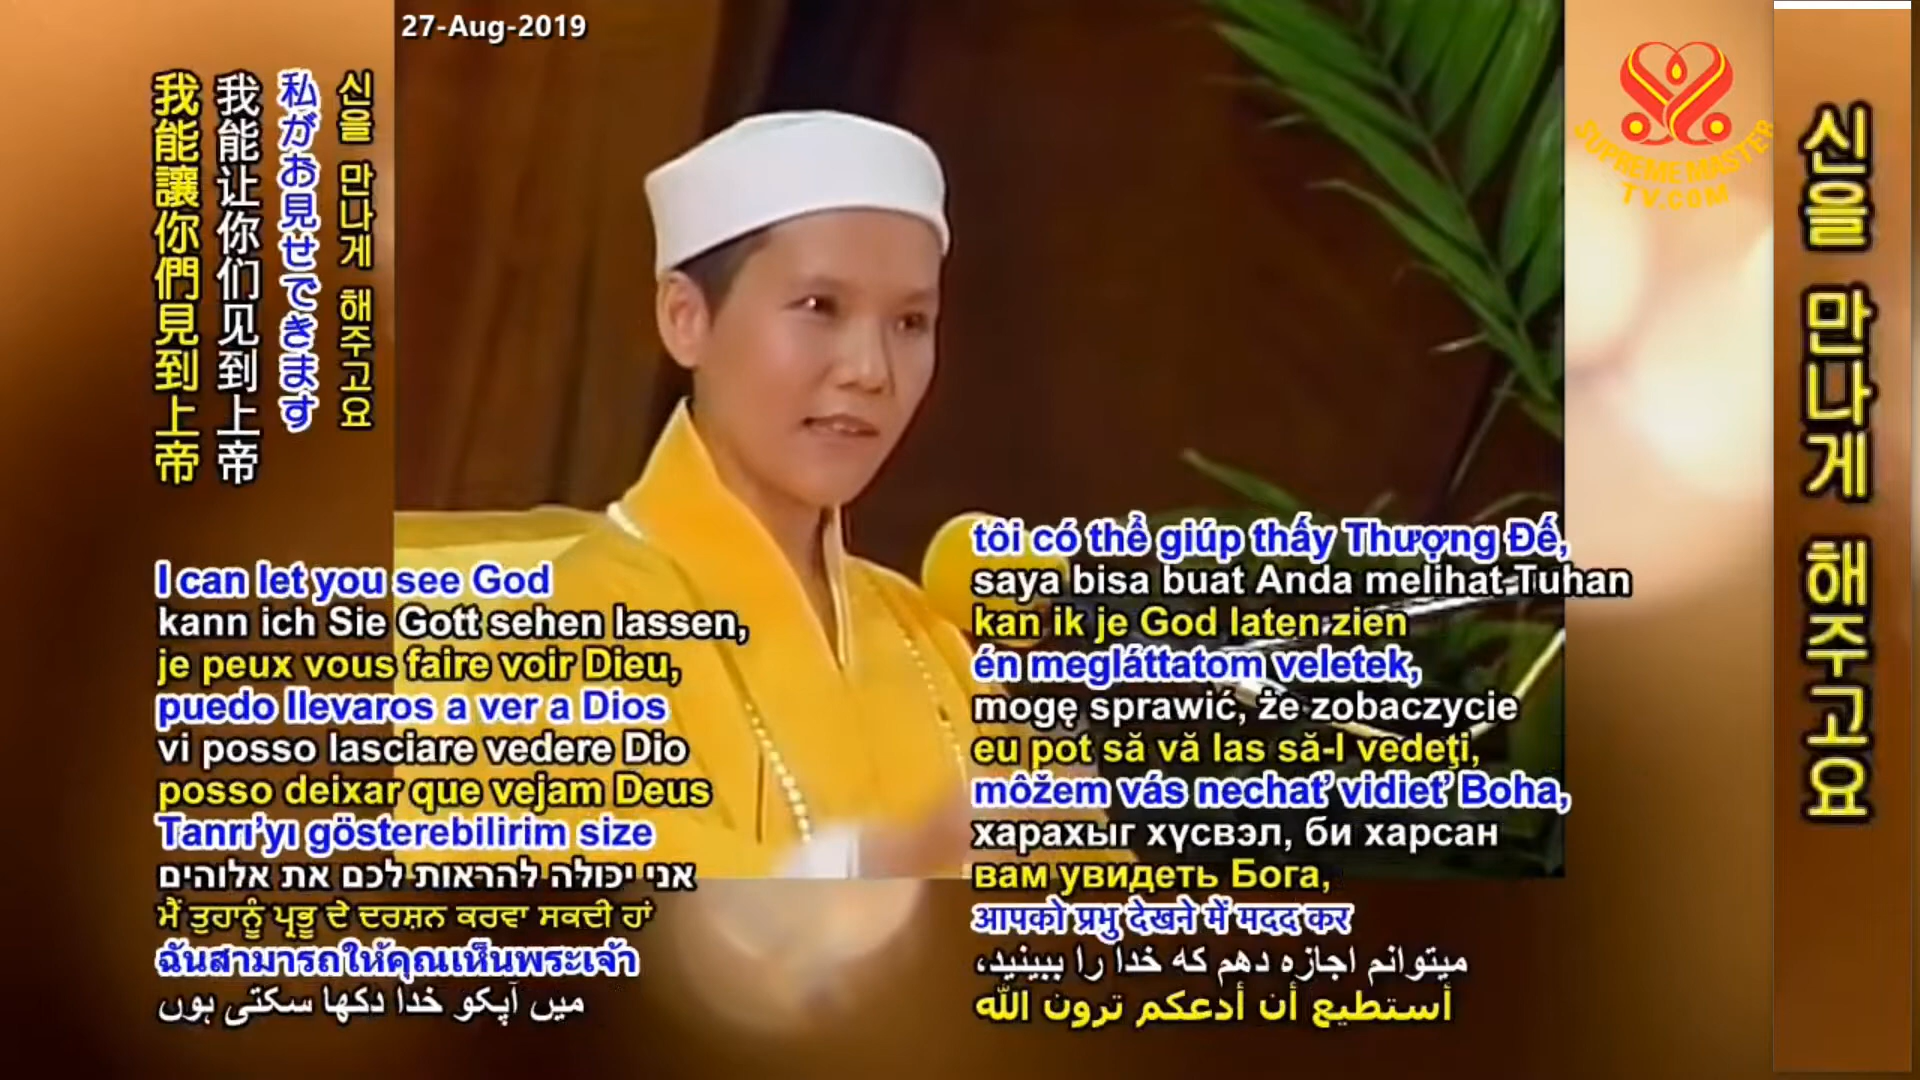 27-Aug-2019
我能讓你們見到上帝
我能让你们见到上帝
私がお見せできます
신을 만나게 해주고요
SUPREME MASTER
TV.COM
신을 만나게 해주고요
I can let you see God
kann ich Sie Gott sehen lassen,
je peux vous faire voir Dieu,
puedo llevaros a ver a Dios
vi posso lasciare vedere Dio
posso deixar que vejam Deus
Tanrı’yı gösterebilirim size
אני יכולה להראות לכם את אלוהים
ਮੈਂ ਤੁਹਾਨੂੰ ਪ੍ਰਭੂ ਦੇ ਦਰਸ਼ਨ ਕਰਵਾ ਸਕਦੀ ਹਾਂ
ฉันสามารถให้คุณเห็นพระเจ้า
میں آپکو خدا دکھا سکتی ہوں
tôi có thể giúp thấy Thượng Đế,
saya bisa buat Anda melihat Tuhan
kan ik je God laten zien
én megláttatom veletek,
mogę sprawić, że zobaczycie
eu pot să vă las să-l vedeţi,
môžem vás nechať vidieť Boha,
харахыг хүсвэл, би харсан
вам увидеть Бога,
आपको प्रभु देखने में मदद कर
میتوانم اجازه دهم که خدا را ببینید،
أستطيع أن أدعكم ترون الله